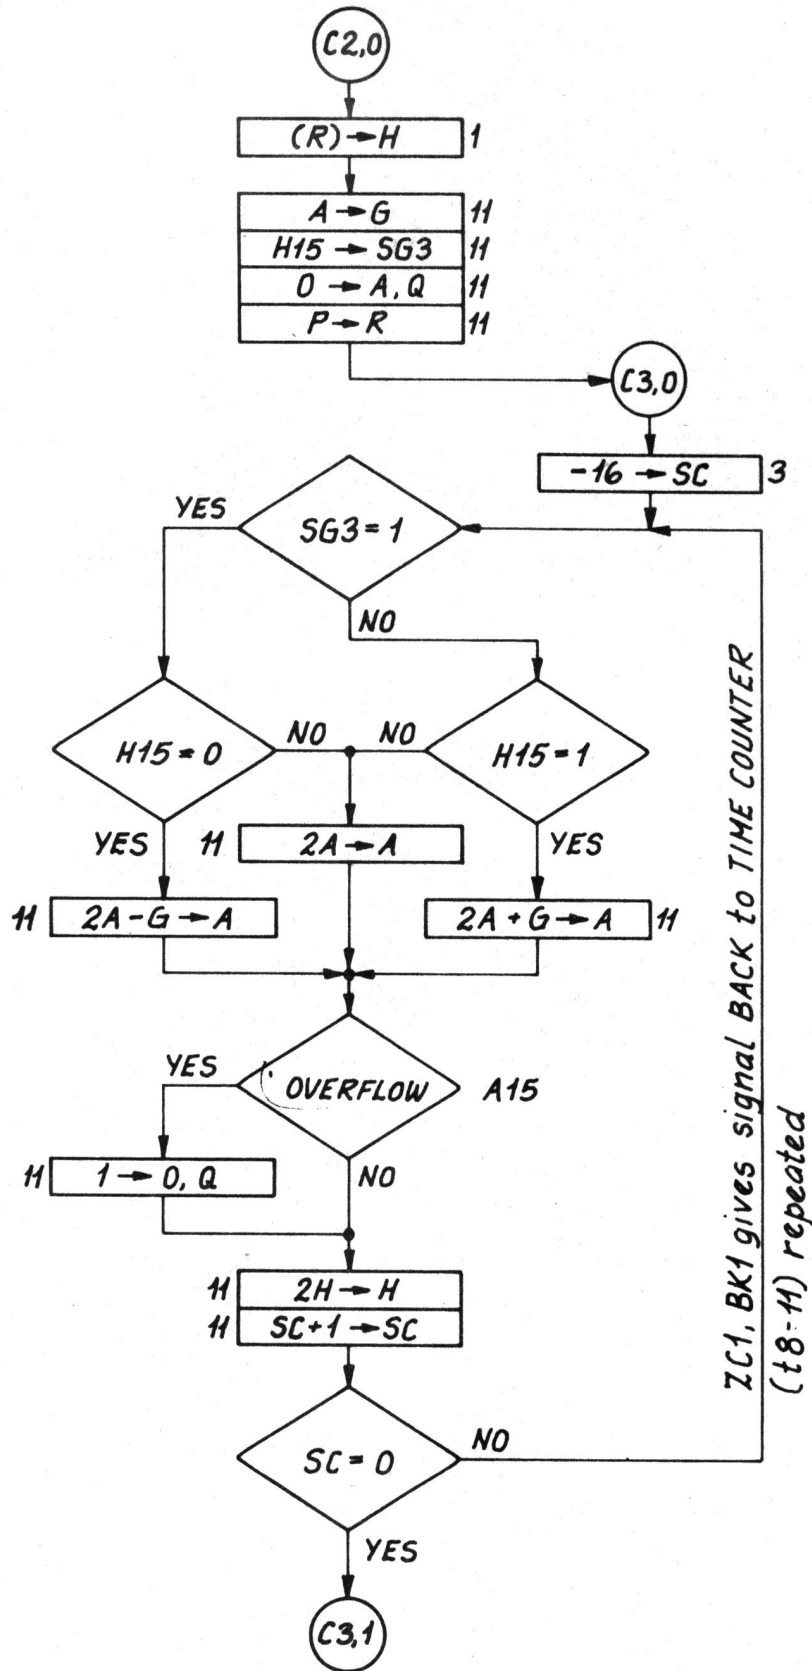 C2,0
(R) → H 1
A → G 11
H15 → SG3 11
0 → A, Q 11
P → R 11
C3,0
-16 → SC 3
YES
SG3 = 1
NO
H15 = 0
NO
NO
H15 = 1
YES
11 2A → A
YES
11 2A - G → A
2A + G → A 11
YES
OVERFLOW A15
11 1 → O, Q
NO
11 2H → H
11 SC+1 → SC
SC = 0
NO
YES
C3,1
ZC1, BK1 gives signal BACK to TIME COUNTER
(t8-11) repeated